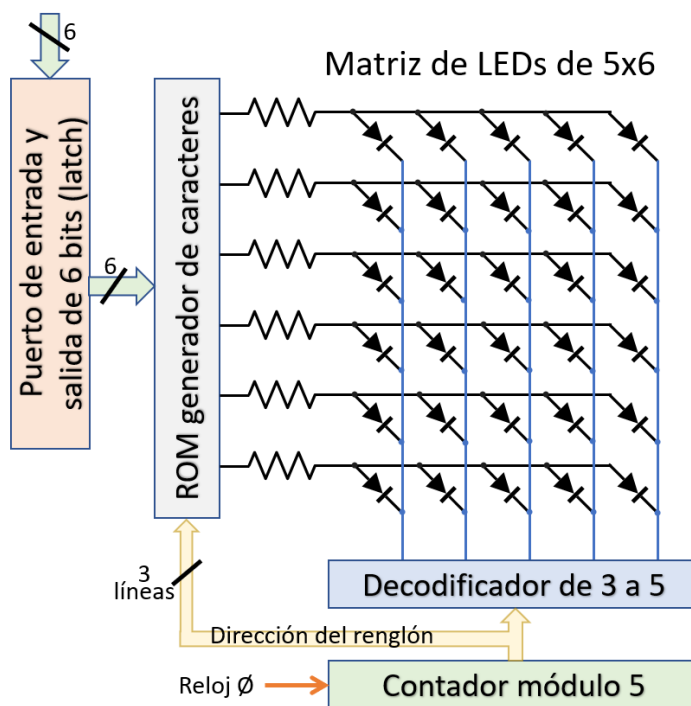 6
Matriz de LEDs de 5x6
Puerto de entrada y
salida de 6 bits (latch)
6
ROM generador de caracteres
3
líneas
Decodificador de 3 a 5
Dirección del renglón
Reloj Ø
Contador módulo 5